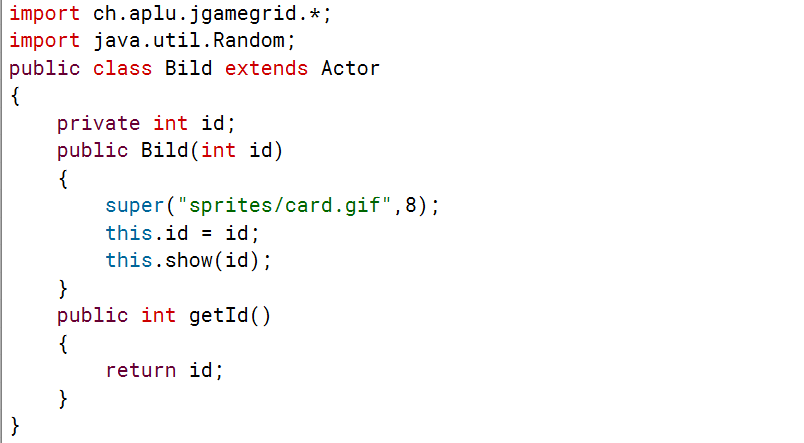 import ch.aplu.jgamegrid.*;
import java.util.Random;
public class Bild extends Actor
{
    private int id;
    public Bild(int id)
    {
        super("sprites/card.gif",8);
        this.id = id;
        this.show(id);
    }
    public int getId()
    {
        return id;
    }
}